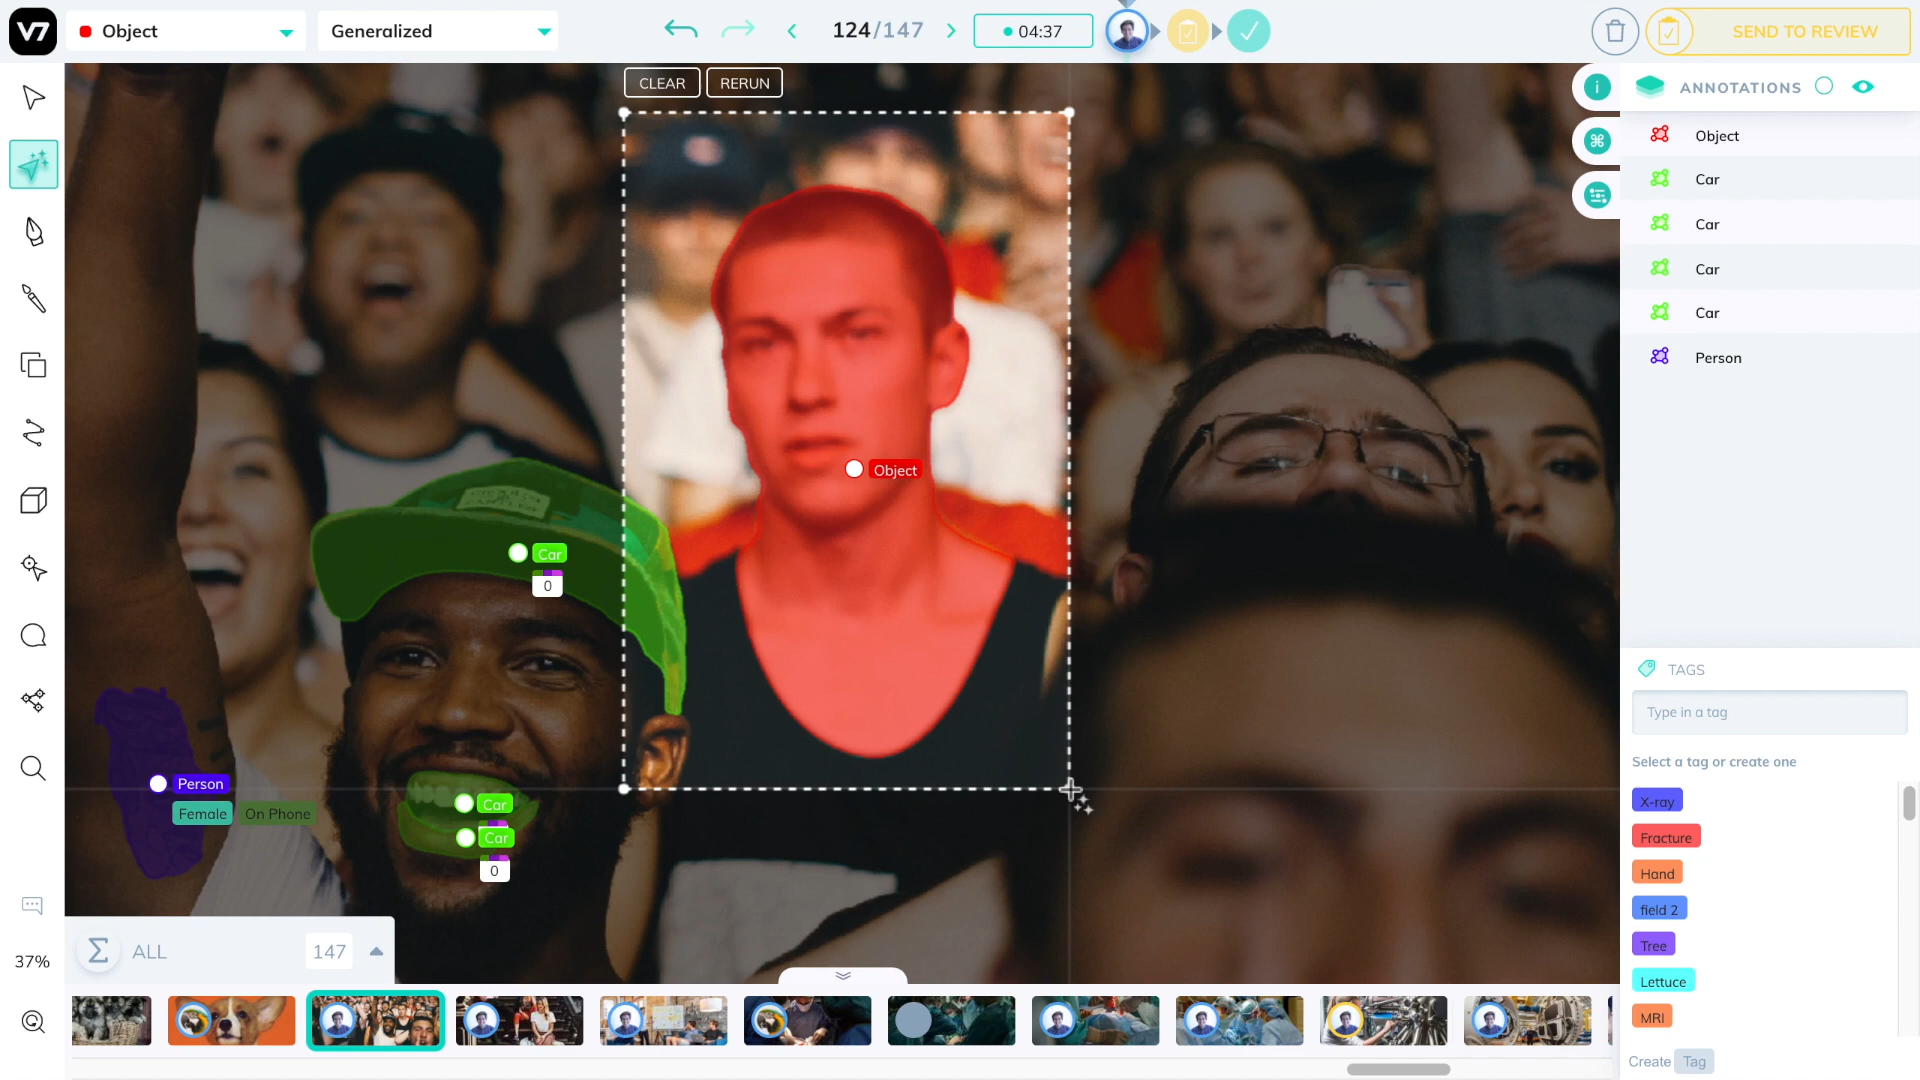 V7
Object
Generalized
124/147
04:37
SEND TO REVIEW
CLEAR
RERUN
i
ANNOTATIONS
Object
Car
Car
Car
Car
Person
Object
Car
0
Person
Female
On Phone
Car
Car
0
TAGS
Type in a tag
Select a tag or create one
X-ray
Fracture
Hand
field 2
Tree
Lettuce
MRI
Create Tag
37%
Σ ALL 147